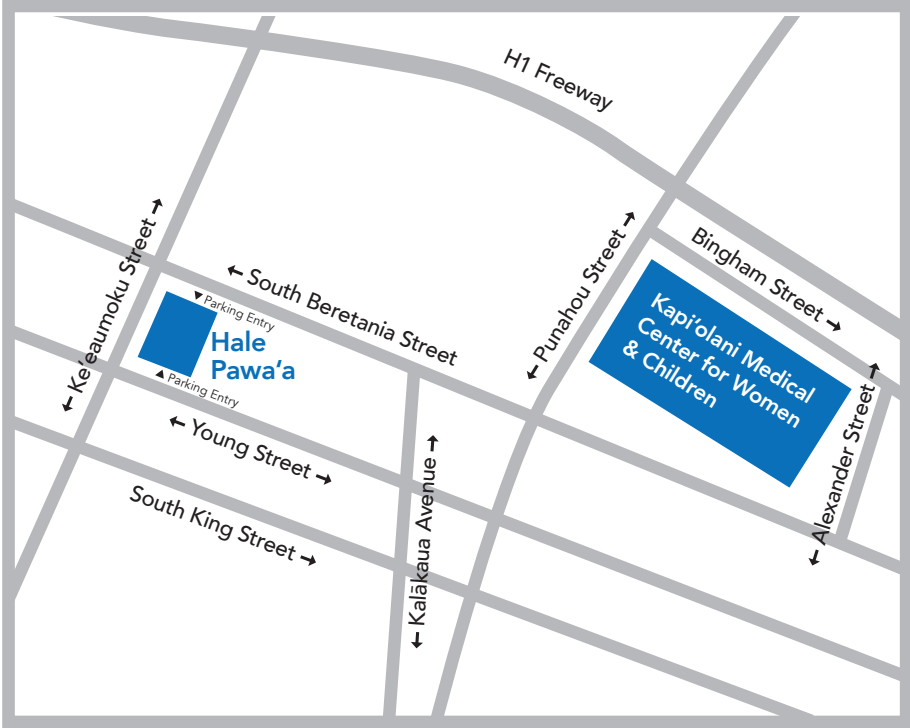 H1 Freeway
Bingham Street →
← Punahou Street →
← Ke‘eaumoku Street →
← South Beretania Street
▼ Parking Entry
Hale
Pawa‘a
▲ Parking Entry
Kapi‘olani Medical
Center for Women
& Children
← Alexander Street →
← Young Street →
← Kalākaua Avenue →
South King Street →